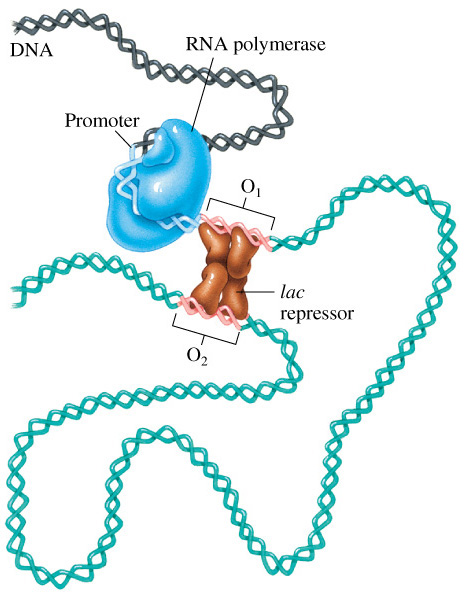 DNA
RNA polymerase
Promoter
O1
lac
repressor
O2